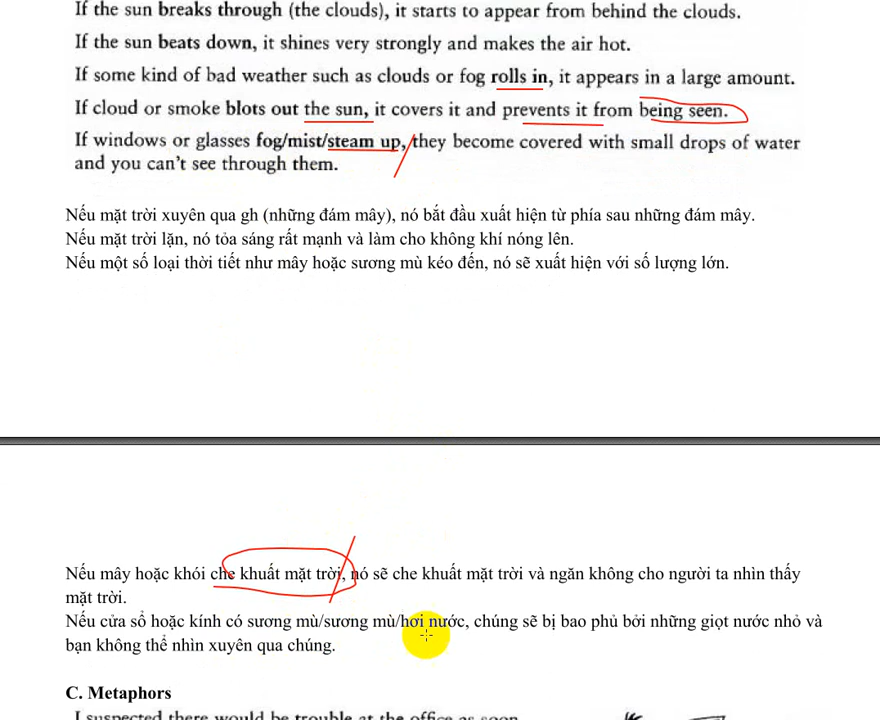 If the sun breaks through (the clouds), it starts to appear from behind the clouds.
If the sun beats down, it shines very strongly and makes the air hot.
If some kind of bad weather such as clouds or fog rolls in, it appears in a large amount.
If cloud or smoke blots out the sun, it covers it and prevents it from being seen.
If windows or glasses fog/mist/steam up, they become covered with small drops of water
and you can't see through them.
Nếu mặt trời xuyên qua gh (những đám mây), nó bắt đầu xuất hiện từ phía sau những đám mây.
Nếu mặt trời lặn, nó tỏa sáng rất mạnh và làm cho không khí nóng lên.
Nếu một số loại thời tiết như mây hoặc sương mù kéo đến, nó sẽ xuất hiện với số lượng lớn.
Nếu mây hoặc khói che khuất mặt trời, nó sẽ che khuất mặt trời và ngăn không cho người ta nhìn thấy
mặt trời.
Nếu cửa sổ hoặc kính có sương mù/sương mù/hơi nước, chúng sẽ bị bao phủ bởi những giọt nước nhỏ và
bạn không thể nhìn xuyên qua chúng.
C. Metaphors
I suspected there would be trouble at the office as soon